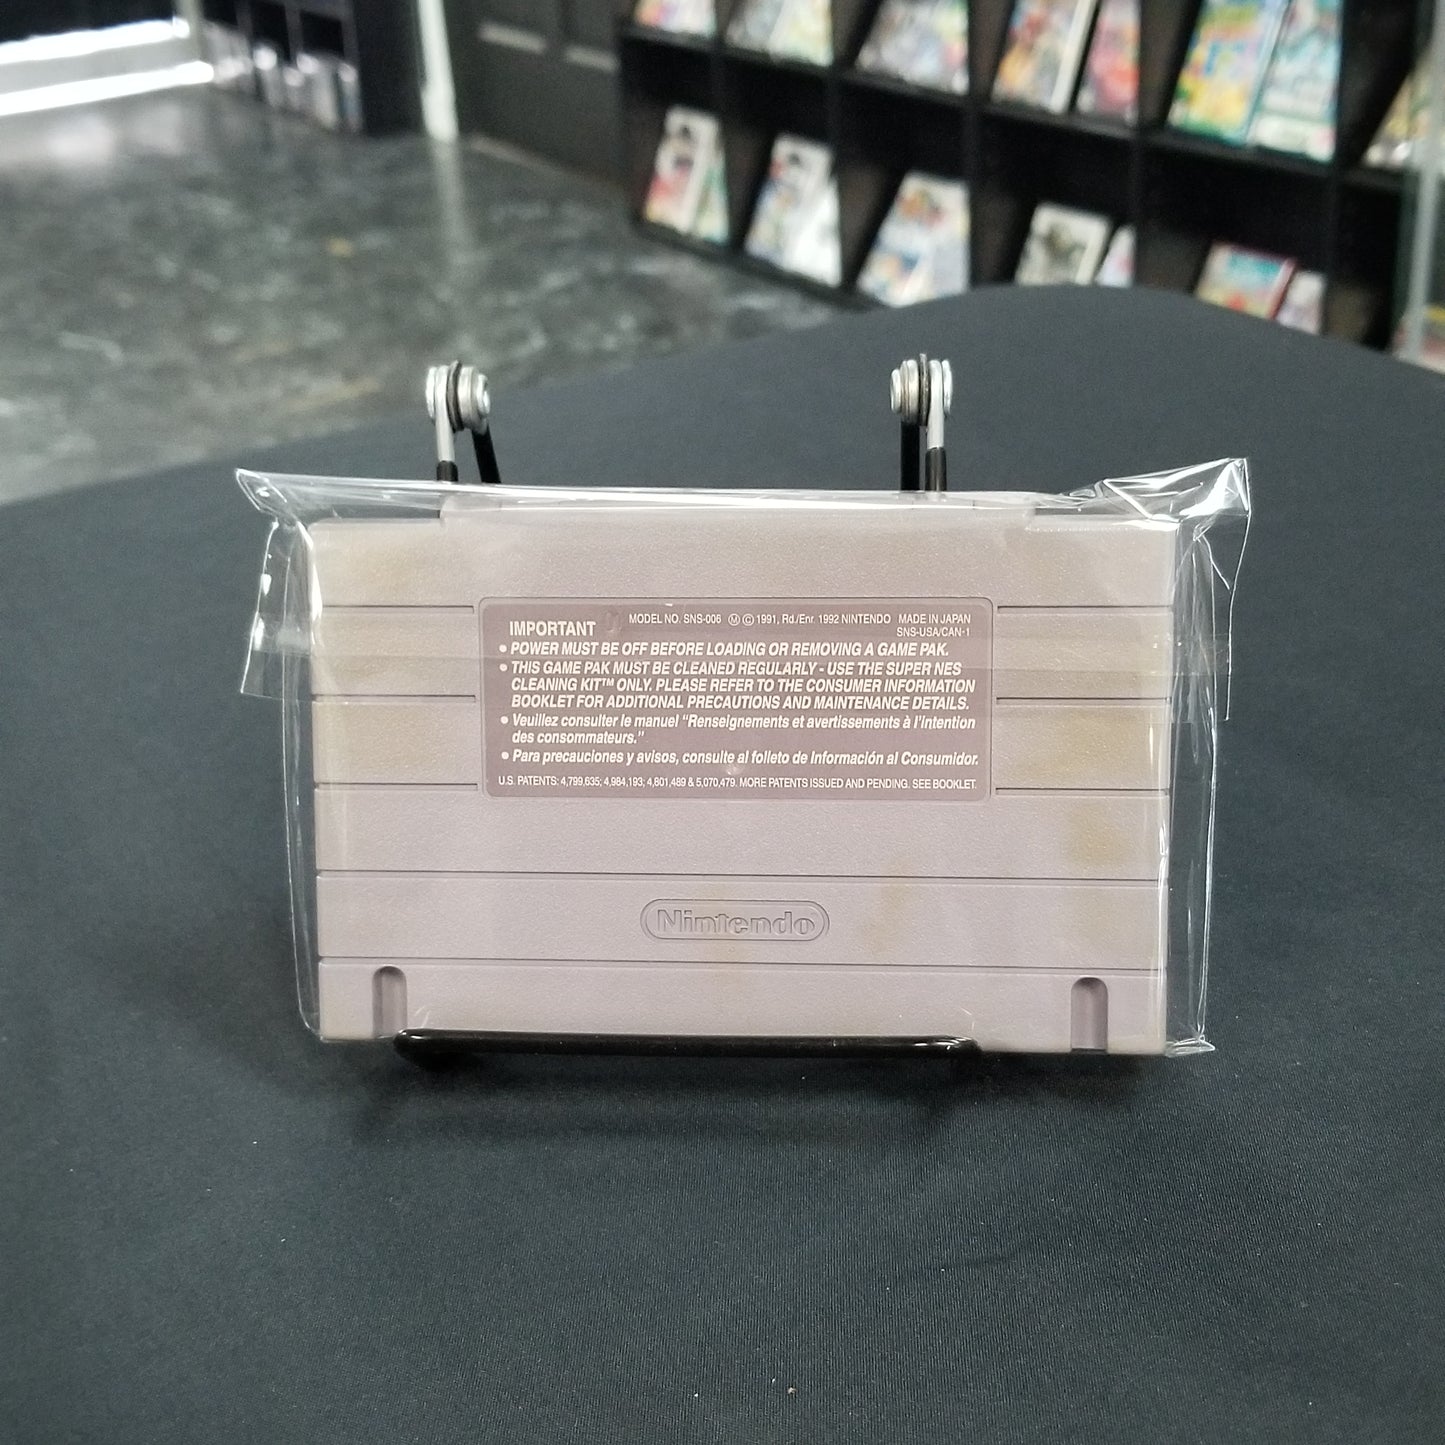 IMPORTANT MODEL NO. SNS-006 Ⓜ Ⓒ 1991, Rd./Enr. 1992 NINTENDO MADE IN JAPAN
SNS-USA/CAN-1
• POWER MUST BE OFF BEFORE LOADING OR REMOVING A GAME PAK.
• THIS GAME PAK MUST BE CLEANED REGULARLY - USE THE SUPER NES
CLEANING KIT™ ONLY. PLEASE REFER TO THE CONSUMER INFORMATION
BOOKLET FOR ADDITIONAL PRECAUTIONS AND MAINTENANCE DETAILS.
• Veuillez consulter le manuel "Renseignements et avertissements à l'intention
des consommateurs."
• Para precauciones y avisos, consulte al folleto de Información al Consumidor.
U.S. PATENTS: 4,799,635; 4,984,193; 4,801,489 & 5,070,479. MORE PATENTS ISSUED AND PENDING. SEE BOOKLET.
Nintendo